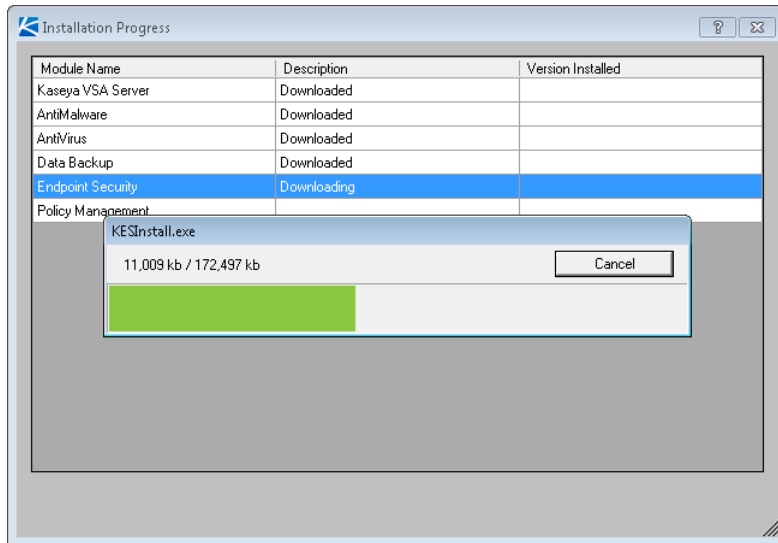 Installation Progress
Module Name Description Version Installed
Kaseya VSA Server Downloaded
AntiMalware Downloaded
AntiVirus Downloaded
Data Backup Downloaded
Endpoint Security Downloading
Policy Management
KESInstall.exe
11,009 kb / 172,497 kb Cancel